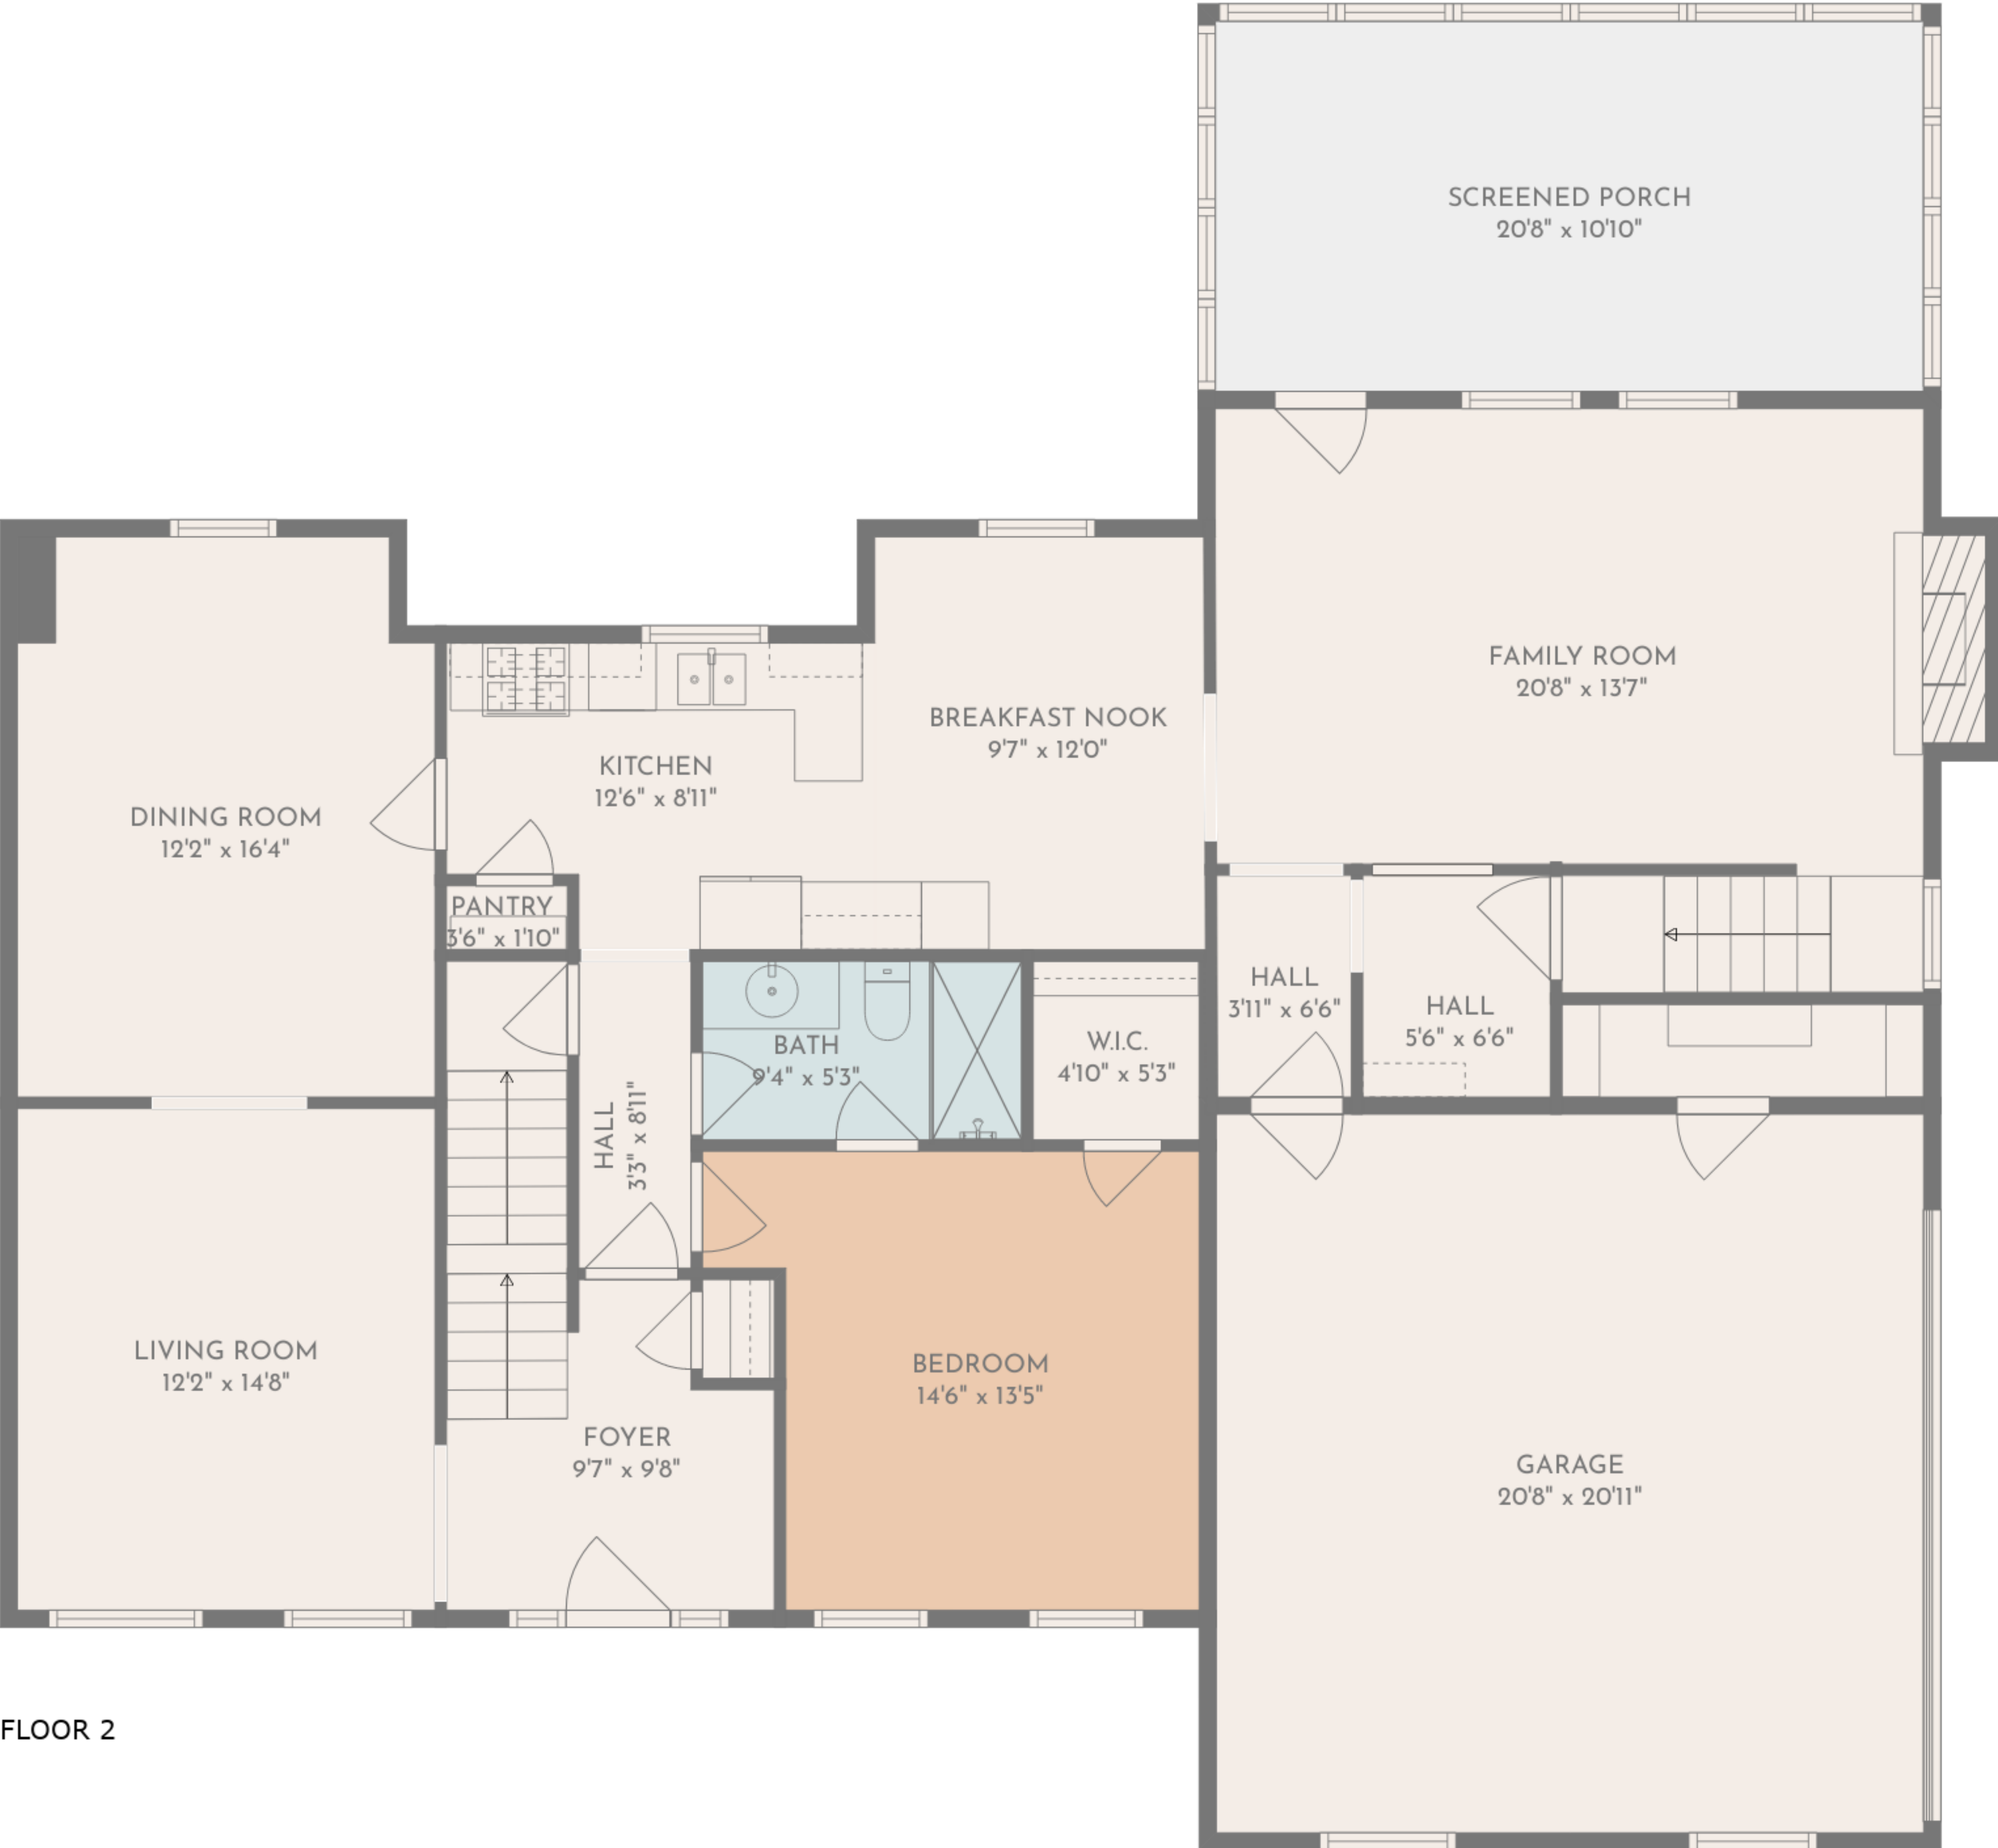 SCREENED PORCH
20'8" x 10'10"
FAMILY ROOM
20'8" x 13'7"
BREAKFAST NOOK
9'7" x 12'0"
KITCHEN
12'6" x 8'11"
DINING ROOM
12'2" x 16'4"
PANTRY
3'6" x 1'10"
HALL
3'11" x 6'6"
HALL
5'6" x 6'6"
BATH
9'4" x 5'3"
W.I.C.
4'10" x 5'3"
HALL
3'3" x 8'11"
LIVING ROOM
12'2" x 14'8"
BEDROOM
14'6" x 13'5"
FOYER
9'7" x 9'8"
GARAGE
20'8" x 20'11"
FLOOR 2